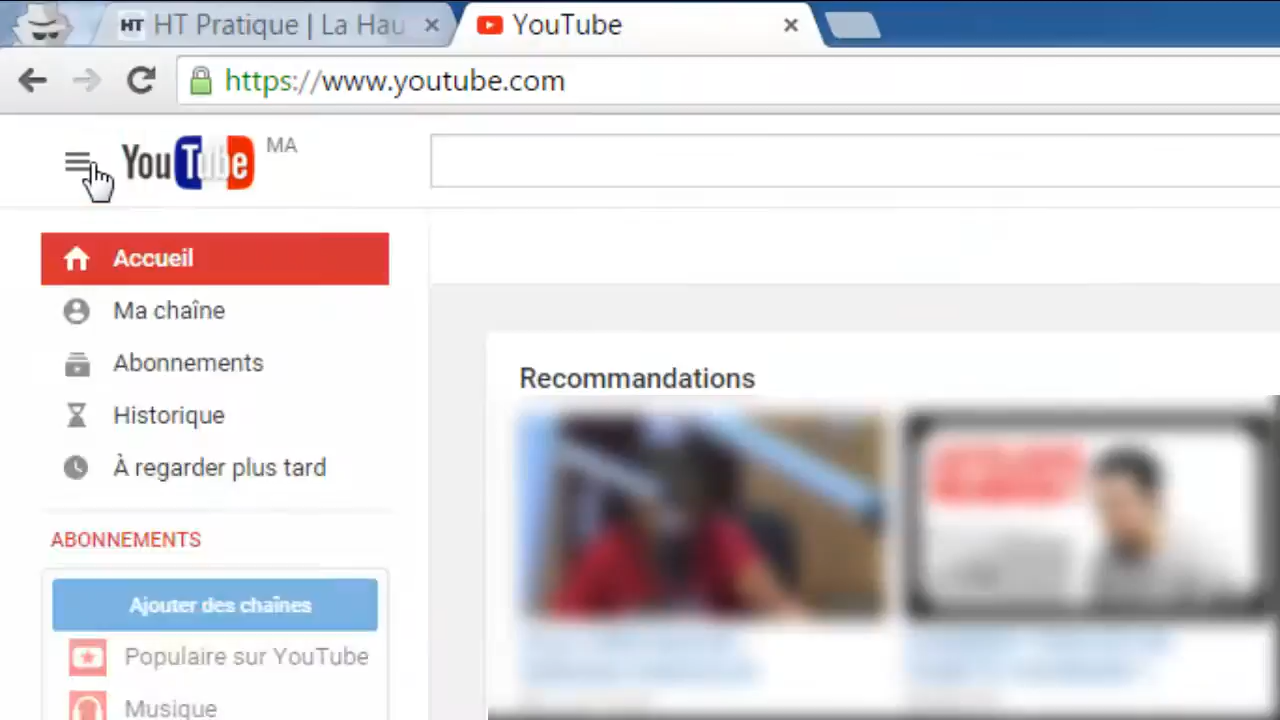 HT HT Pratique | La Hau
YouTube
https://www.youtube.com
YouTube MA
Accueil
Ma chaîne
Abonnements
Historique
À regarder plus tard
ABONNEMENTS
Ajouter des chaînes
Populaire sur YouTube
Musique
Recommandations